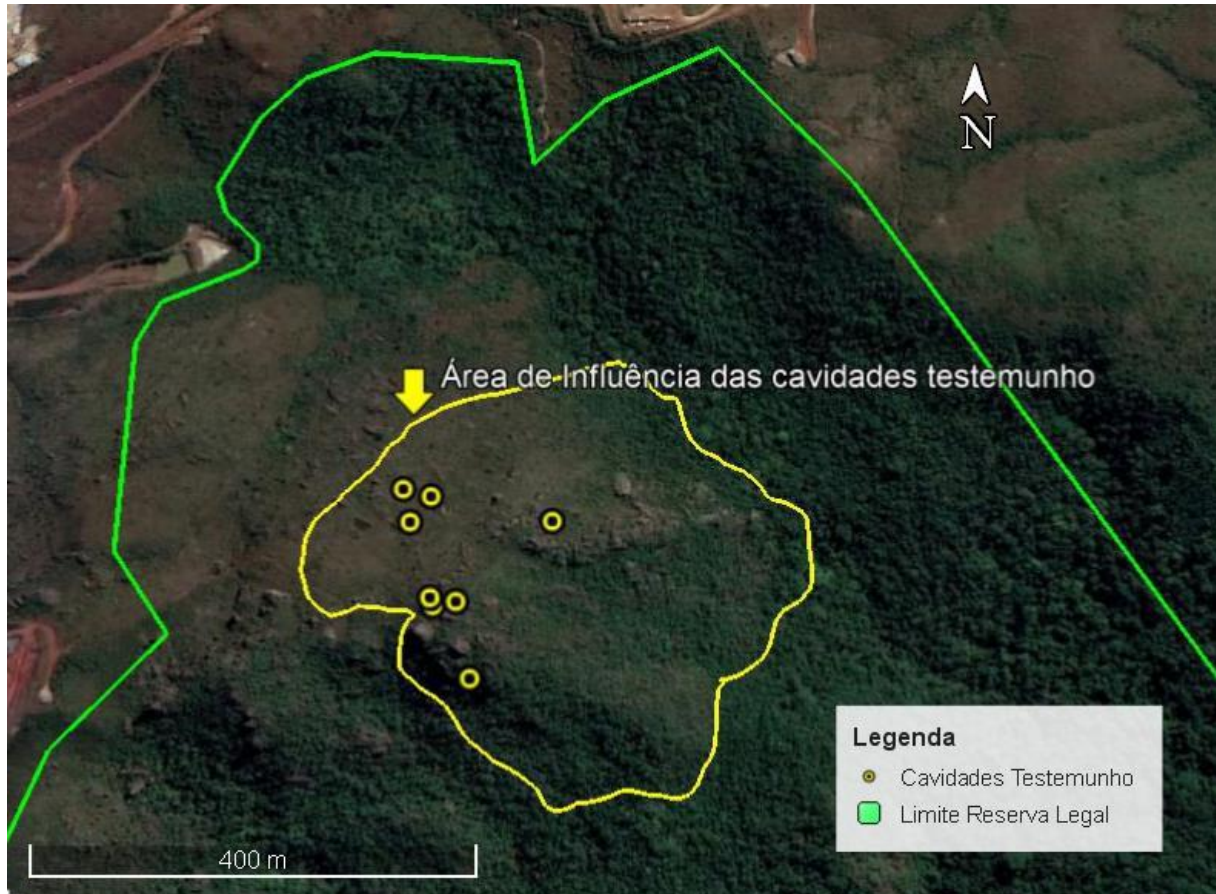 N
Área de Influência das cavidades testemunho
Legenda
Cavidades Testemunho
Limite Reserva Legal
400 m